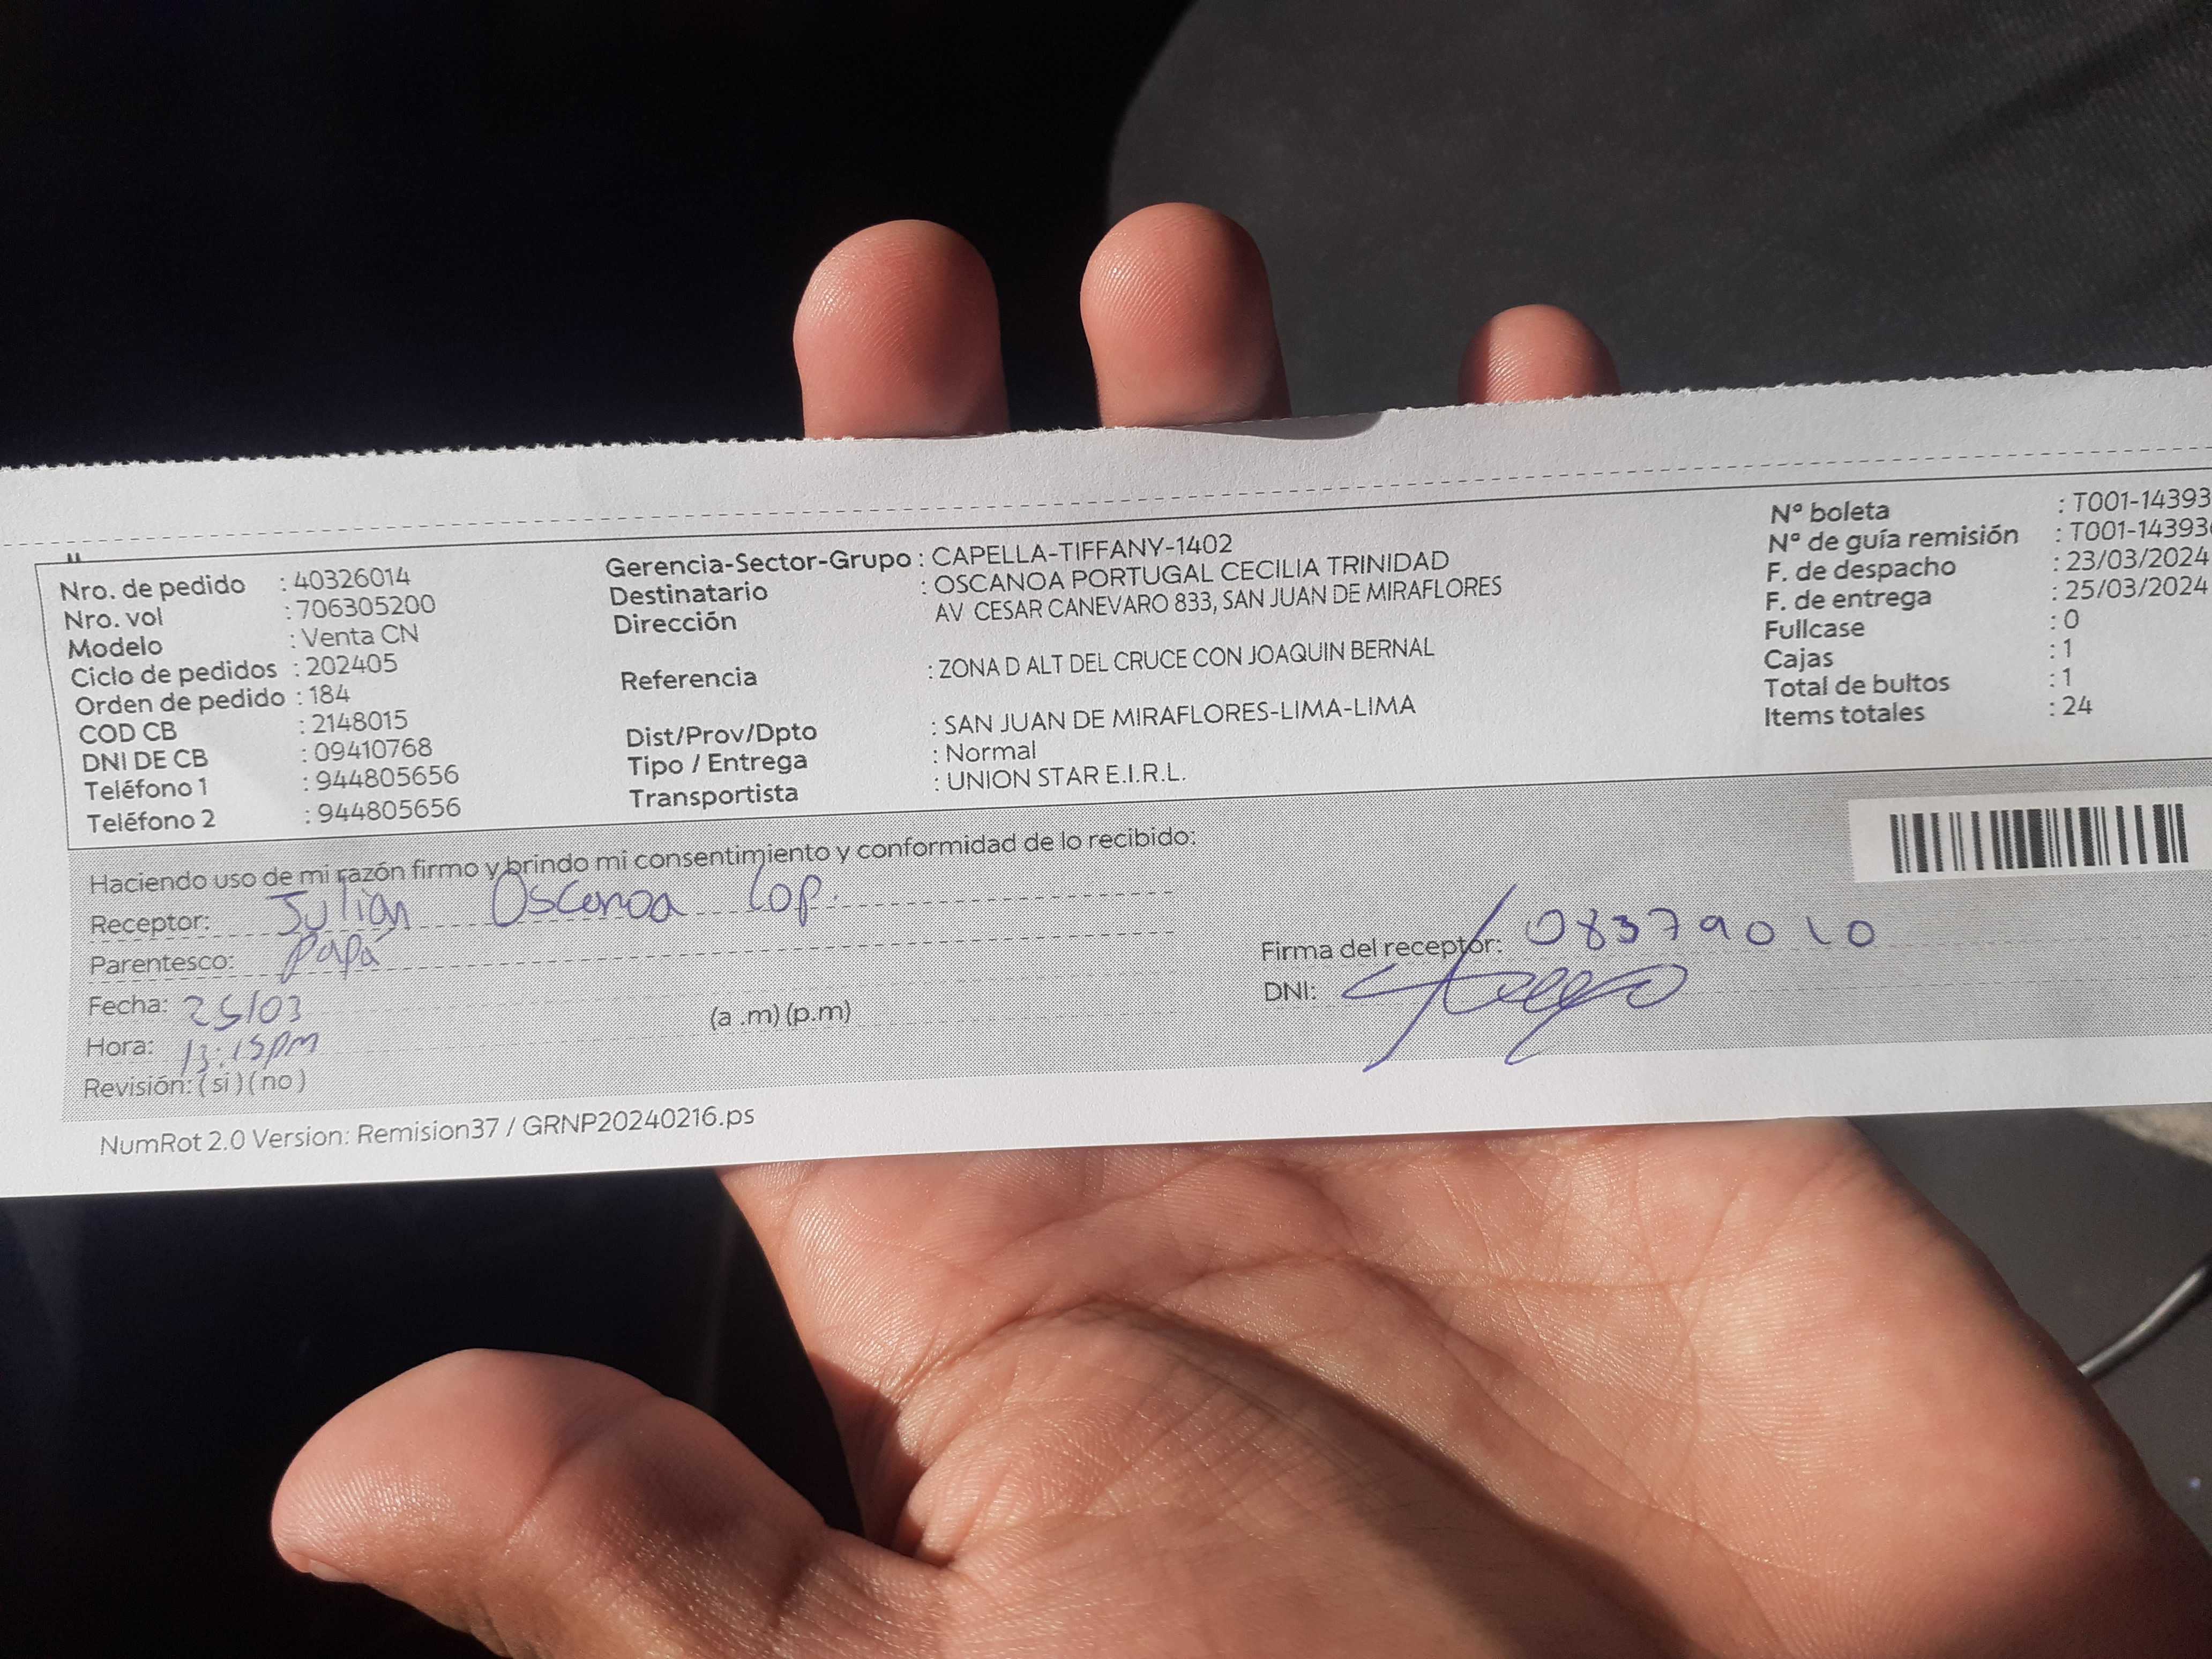 Nro. de pedido : 40326014
Nro. vol : 706305200
Modelo : Venta CN
Ciclo de pedidos : 202405
Orden de pedido : 184
COD CB : 2148015
DNI DE CB : 09410768
Teléfono 1 : 944805656
Teléfono 2 : 944805656
Gerencia-Sector-Grupo : CAPELLA-TIFFANY-1402
Destinatario : OSCANOA PORTUGAL CECILIA TRINIDAD
Dirección AV CESAR CANEVARO 833, SAN JUAN DE MIRAFLORES
Referencia : ZONA D ALT DEL CRUCE CON JOAQUIN BERNAL
Dist/Prov/Dpto : SAN JUAN DE MIRAFLORES-LIMA-LIMA
Tipo / Entrega : Normal
Transportista : UNION STAR E.I.R.L.
Nº boleta : T001-14393
Nº de guía remisión : T001-14393
F. de despacho : 23/03/2024
F. de entrega : 25/03/2024
Fullcase : 0
Cajas : 1
Total de bultos : 1
Items totales : 24
Haciendo uso de mi razón firmo y brindo mi consentimiento y conformidad de lo recibido:
Receptor: Julian Oscanoa Cop.
Parentesco: papá
Fecha: 25/03
Hora: 13:15pm (a .m) (p.m)
Revisión: ( si ) ( no )
Firma del receptor: 08379010
DNI:
NumRot 2.0 Version: Remision37 / GRNP20240216.ps